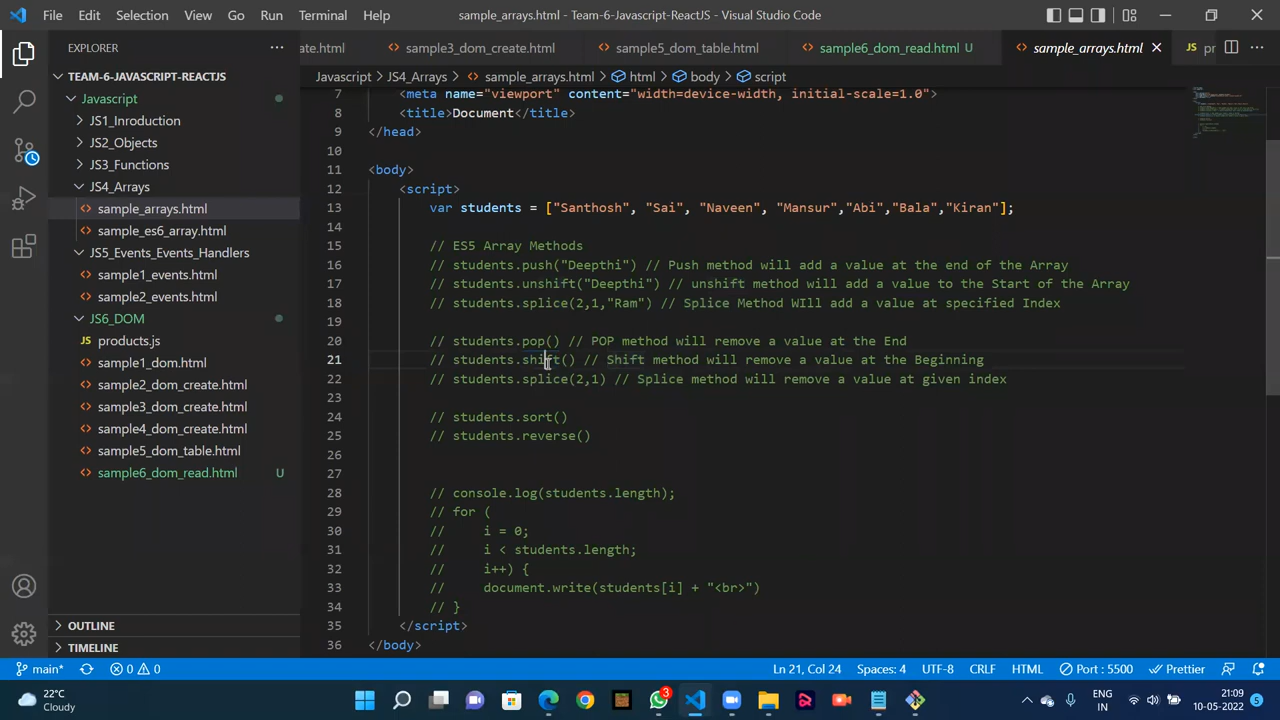 File Edit Selection View Go Run Terminal Help sample_arrays.html - Team-6-Javascript-ReactJS - Visual Studio Code
EXPLORER
ate.html sample3_dom_create.html sample5_dom_table.html sample6_dom_read.html U sample_arrays.html pr
TEAM-6-JAVASCRIPT-REACTJS
Javascript > JS4_Arrays > sample_arrays.html > html > body > script
Javascript
JS1_Inroduction
JS2_Objects
JS3_Functions
JS4_Arrays
sample_arrays.html
sample_es6_array.html
JS5_Events_Events_Handlers
sample1_events.html
sample2_events.html
JS6_DOM
products.js
sample1_dom.html
sample2_dom_create.html
sample3_dom_create.html
sample4_dom_create.html
sample5_dom_table.html
sample6_dom_read.html U
OUTLINE
TIMELINE
7 <meta name="viewport" content="width=device-width, initial-scale=1.0">
8 <title>Document</title>
9 </head>
10
11 <body>
12 <script>
13 var students = ["Santhosh", "Sai", "Naveen", "Mansur","Abi","Bala","Kiran"];
14
15 // ES5 Array Methods
16 // students.push("Deepthi") // Push method will add a value at the end of the Array
17 // students.unshift("Deepthi") // unshift method will add a value to the Start of the Array
18 // students.splice(2,1,"Ram") // Splice Method WIll add a value at specified Index
19
20 // students.pop() // POP method will remove a value at the End
21 // students.shift() // Shift method will remove a value at the Beginning
22 // students.splice(2,1) // Splice method will remove a value at given index
23
24 // students.sort()
25 // students.reverse()
26
27
28 // console.log(students.length);
29 // for (
30 // i = 0;
31 // i < students.length;
32 // i++) {
33 // document.write(students[i] + "<br>")
34 // }
35 </script>
36 </body>
main* 0 0 Ln 21, Col 24 Spaces: 4 UTF-8 CRLF HTML Port : 5500 Prettier
22°C
Cloudy
3
ENG
IN
21:09
10-05-2022
5